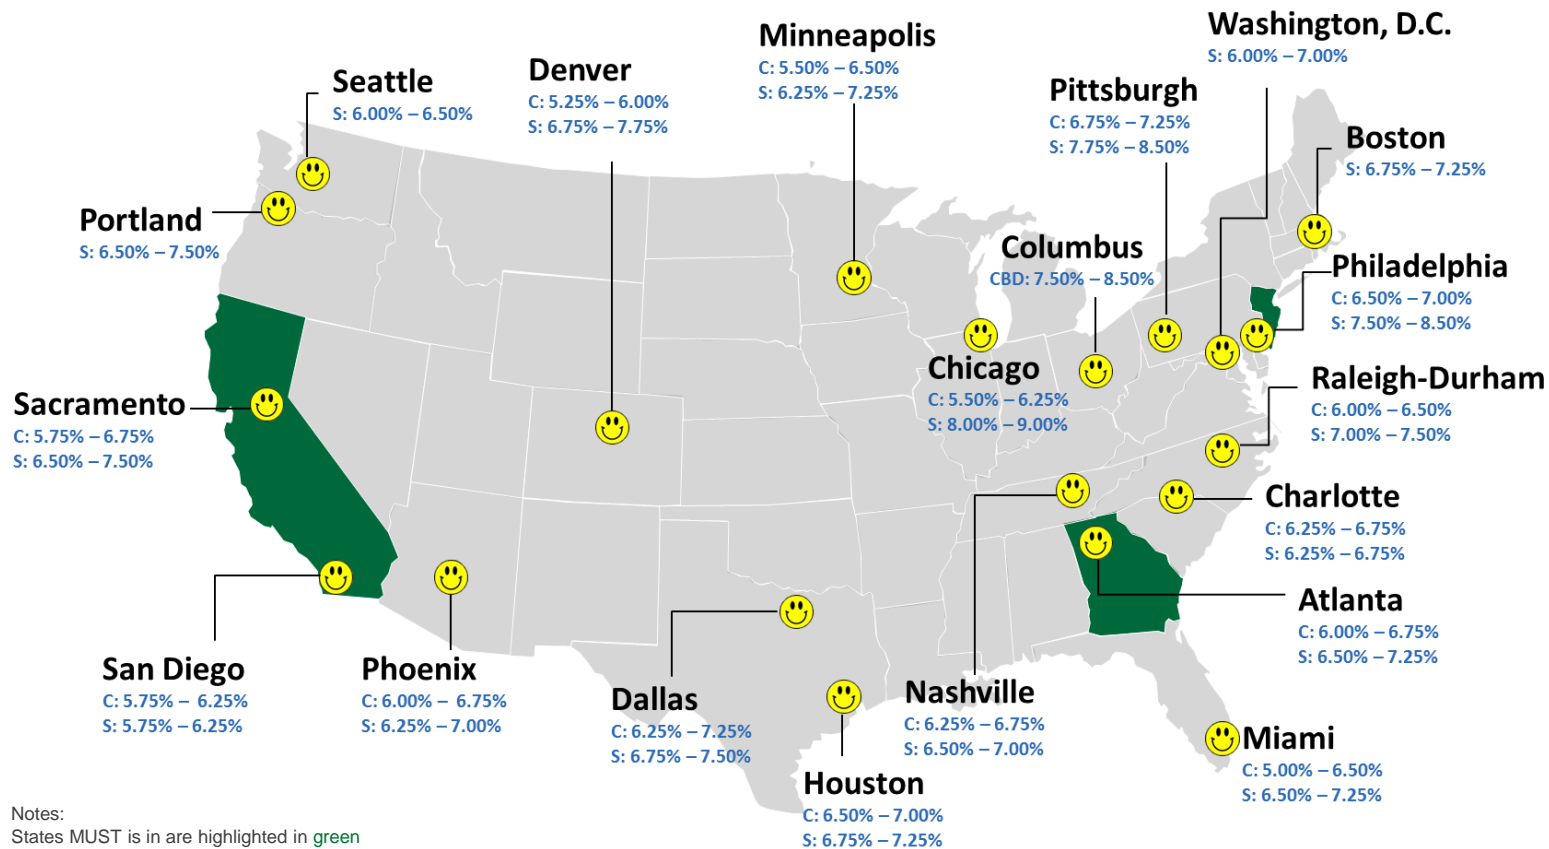 Washington, D.C.
S: 6.00% – 7.00%
Minneapolis
C: 5.50% – 6.50%
S: 6.25% – 7.25%
Denver
C: 5.25% – 6.00%
S: 6.75% – 7.75%
Seattle
S: 6.00% – 6.50%
Pittsburgh
C: 6.75% – 7.25%
S: 7.75% – 8.50%
Boston
S: 6.75% – 7.25%
Portland
S: 6.50% – 7.50%
Columbus
CBD: 7.50% – 8.50%
Philadelphia
C: 6.50% – 7.00%
S: 7.50% – 8.50%
Chicago
C: 5.50% – 6.25%
S: 8.00% – 9.00%
Raleigh-Durham
C: 6.00% – 6.50%
S: 7.00% – 7.50%
Sacramento
C: 5.75% – 6.75%
S: 6.50% – 7.50%
Charlotte
C: 6.25% – 6.75%
S: 6.25% – 6.75%
Atlanta
C: 6.00% – 6.75%
S: 6.50% – 7.25%
San Diego
C: 5.75% – 6.25%
S: 5.75% – 6.25%
Phoenix
C: 6.00% – 6.75%
S: 6.25% – 7.00%
Dallas
C: 6.25% – 7.25%
S: 6.75% – 7.50%
Nashville
C: 6.25% – 6.75%
S: 6.50% – 7.00%
Miami
C: 5.00% – 6.50%
S: 6.50% – 7.25%
Houston
C: 6.50% – 7.00%
S: 6.75% – 7.25%
Notes:
States MUST is in are highlighted in green